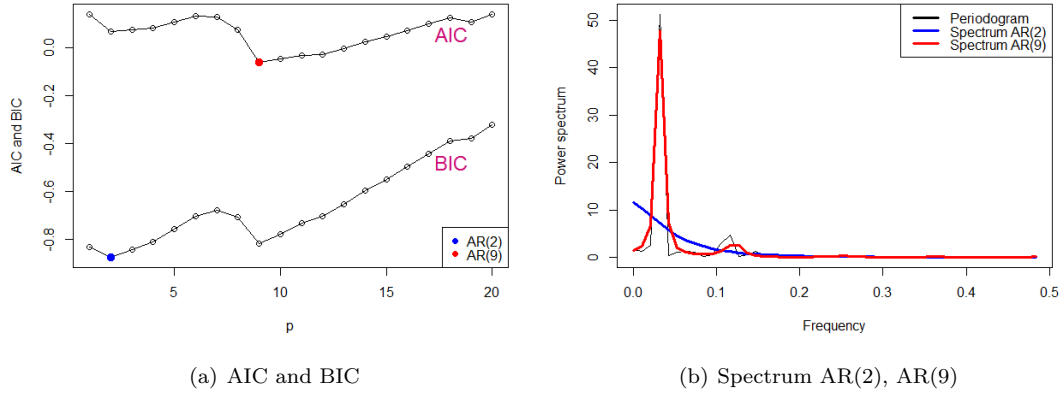 AIC and BIC
0.0
-0.2
-0.4
-0.6
-0.8
AIC
BIC
AR(2)
AR(9)
5
10
15
20
p
(a) AIC and BIC
Power spectrum
50
40
30
20
10
0
Periodogram
Spectrum AR(2)
Spectrum AR(9)
0.0
0.1
0.2
0.3
0.4
0.5
Frequency
(b) Spectrum AR(2), AR(9)